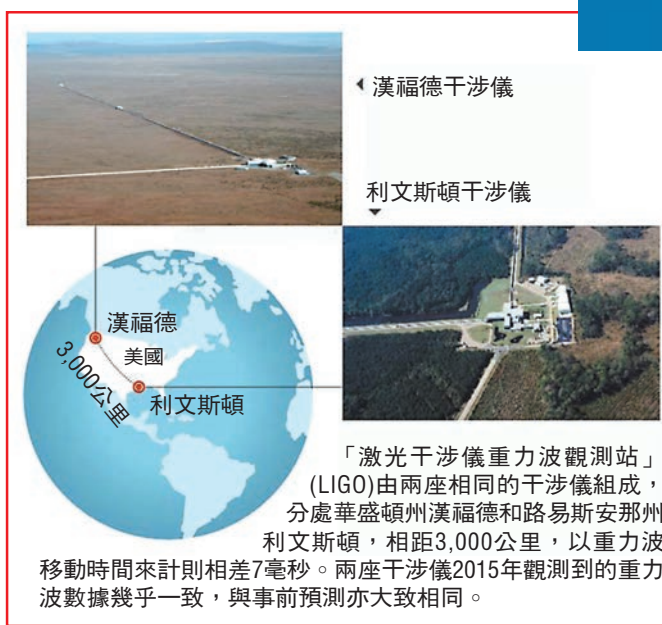 漢福德干涉儀
利文斯頓干涉儀
漢福德
美國
3,000公里
利文斯頓
「激光干涉儀重力波觀測站」
(LIGO)由兩座相同的干涉儀組成，
分處華盛頓州漢福德和路易斯安那州
利文斯頓，相距3,000公里，以重力波
移動時間來計則相差7毫秒。兩座干涉儀2015年觀測到的重力
波數據幾乎一致，與事前預測亦大致相同。